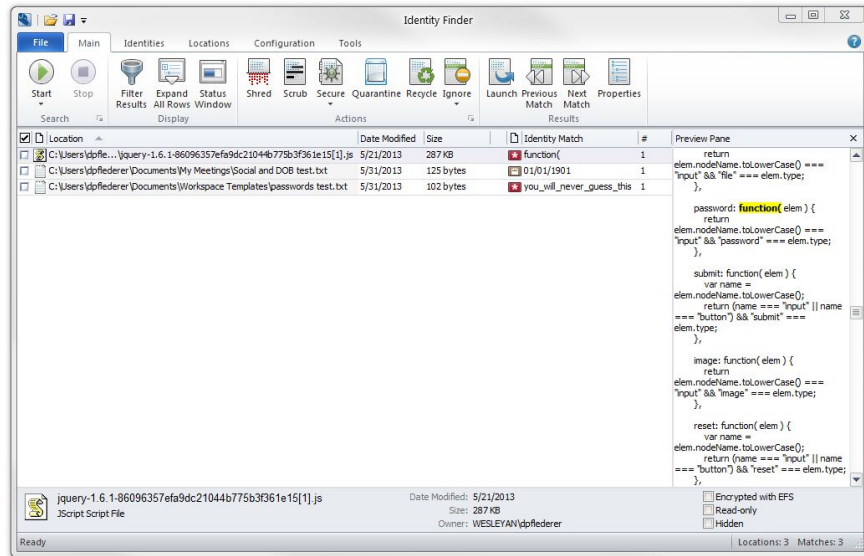 Identity Finder
File Main Identities Locations Configuration Tools
Start Stop Filter Results Expand All Rows Status Window Shred Scrub Secure Quarantine Recycle Ignore Launch Previous Match Next Match Properties
Search Display Actions Results
Location Date Modified Size Identity Match # Preview Pane
C:\Users\dpfle...\jquery-1.6.1-86096357efa9dc21044b775b3f361e15[1].js 5/21/2013 287 KB function( 1
C:\Users\dpflederer\Documents\My Meetings\Social and DOB test.txt 5/31/2013 125 bytes 01/01/1901 1
C:\Users\dpflederer\Documents\Workspace Templates\passwords test.txt 5/31/2013 102 bytes you_will_never_guess_this 1
return
elem.nodeName.toLowerCase() ===
"input" && "file" === elem.type;
},
password: function( elem ) {
return
elem.nodeName.toLowerCase() ===
"input" && "password" === elem.type;
},
submit: function( elem ) {
var name =
elem.nodeName.toLowerCase();
return (name === "input" || name
=== "button") && "submit" ===
elem.type;
},
image: function( elem ) {
return
elem.nodeName.toLowerCase() ===
"input" && "image" === elem.type;
},
reset: function( elem ) {
var name =
elem.nodeName.toLowerCase();
return (name === "input" || name
=== "button") && "reset" === elem.type;
},
jquery-1.6.1-86096357efa9dc21044b775b3f361e15[1].js
JScript Script File
Date Modified: 5/21/2013
Size: 287 KB
Owner: WESLEYAN\dpflederer
Encrypted with EFS
Read-only
Hidden
Ready
Locations: 3 Matches: 3